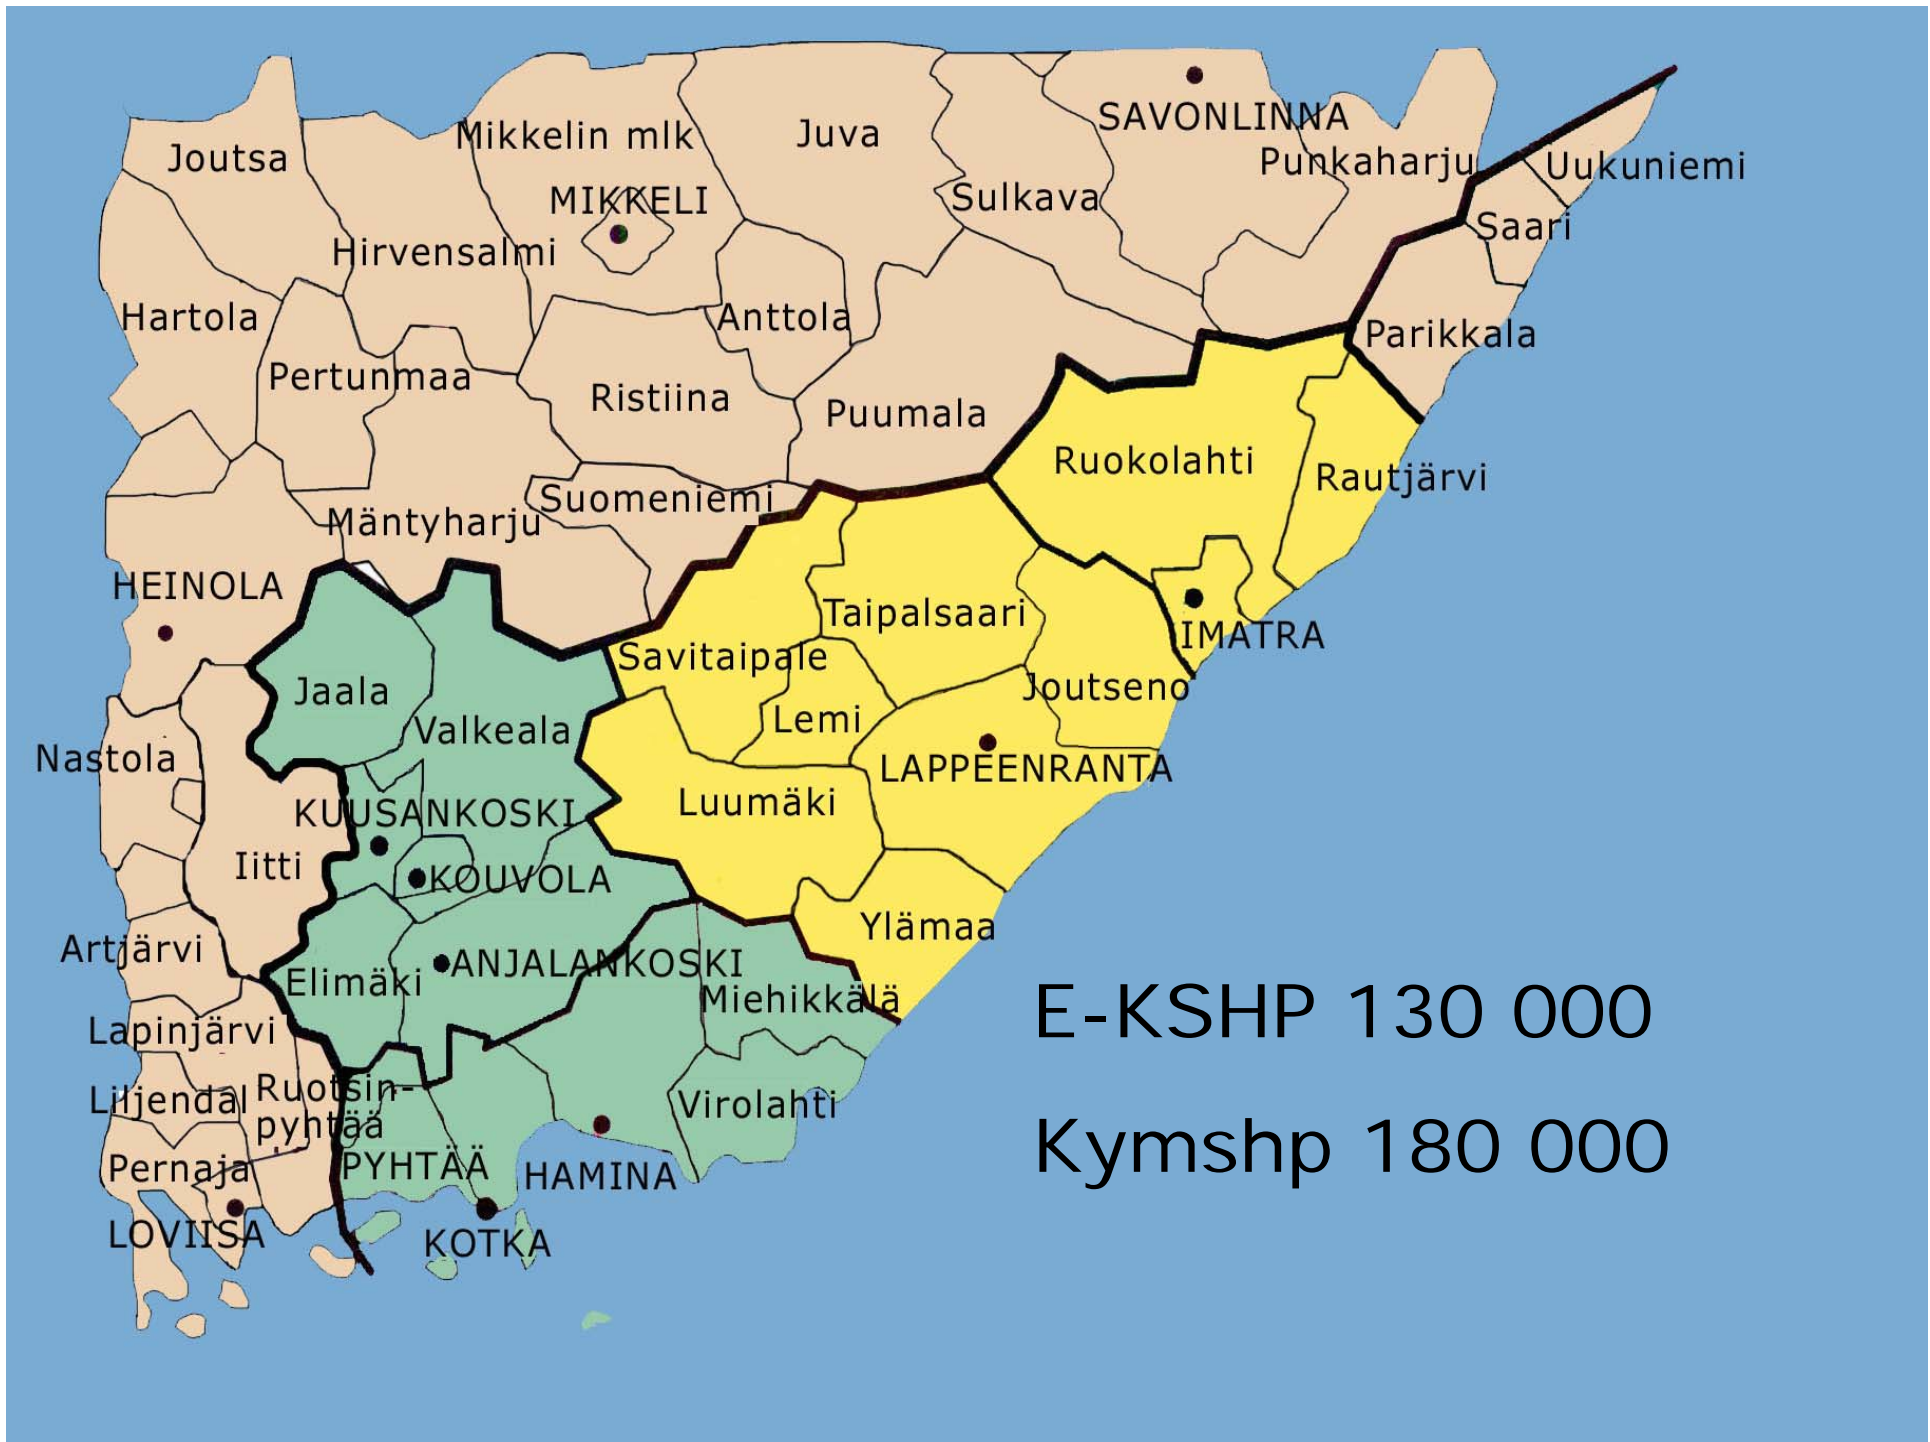 SAVONLINNA
Mikkelin mlk
Juva
Joutsa
Punkaharju
Uukuniemi
MIKKELI
Sulkava
Saari
Hirvensalmi
Hartola
Anttola
Parikkala
Pertunmaa
Ristiina
Puumala
Ruokolahti
Rautjärvi
Suomeniemi
Mäntyharju
HEINOLA
Taipalsaari
IMATRA
Savitaipale
Jaala
Joutseno
Lemi
Valkeala
Nastola
LAPPEENRANTA
Luumäki
KUUSANKOSKI
Iitti
KOUVOLA
Ylämaa
Artjärvi
ANJALANKOSKI
Elimäki
Miehikkälä
E-KSHP 130 000
Lapinjärvi
Liljendal
Ruotsin-
pyhtää
Virolahti
Kymshp 180 000
Pernaja
PYHTÄÄ
HAMINA
LOVIISA
KOTKA